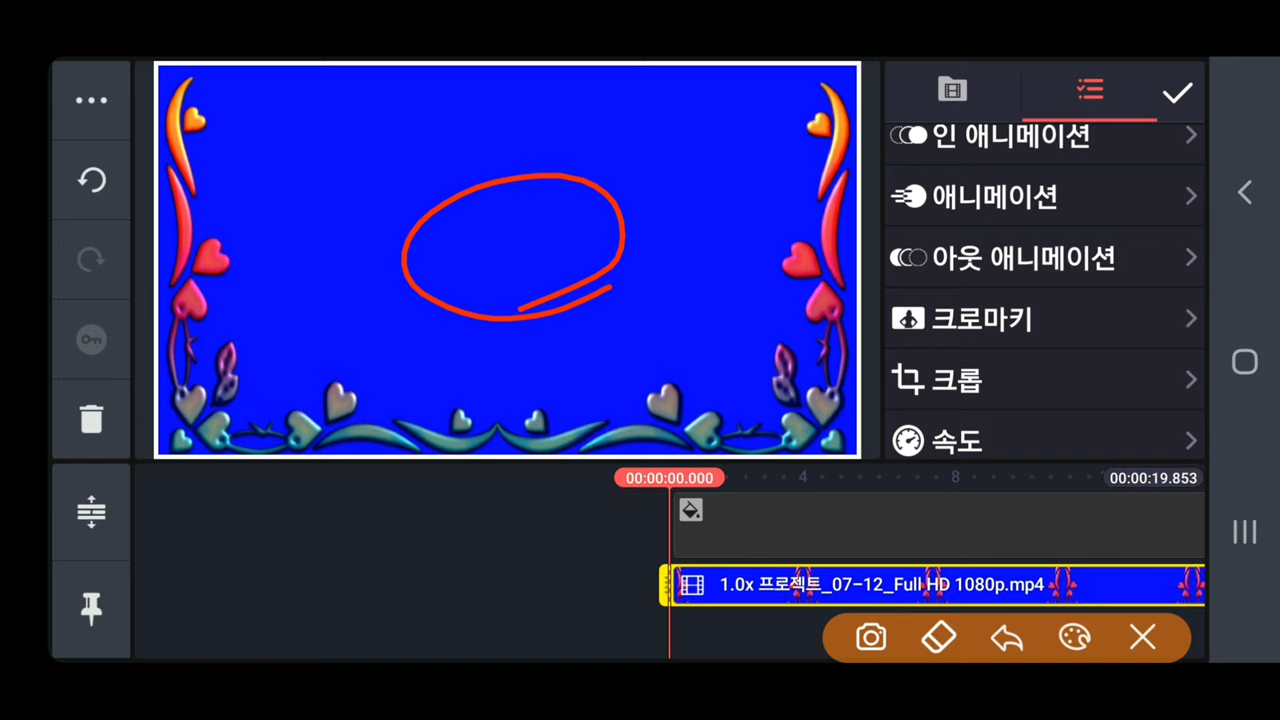 인 애니메이션
애니메이션
아웃 애니메이션
크로마키
크롭
속도
00:00:00.000
4
8
00:00:19.853
1.0x 프로젝트_07-12_Full HD 1080p.mp4